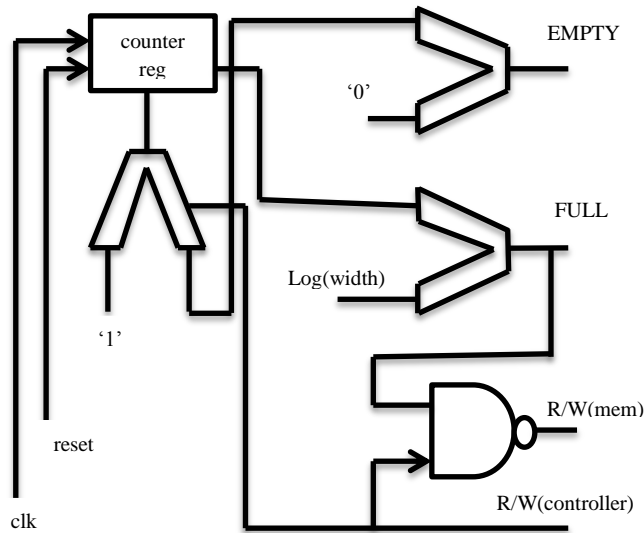 counter
reg
EMPTY
‘0’
FULL
Log(width)
‘1’
R/W(mem)
reset
R/W(controller)
clk